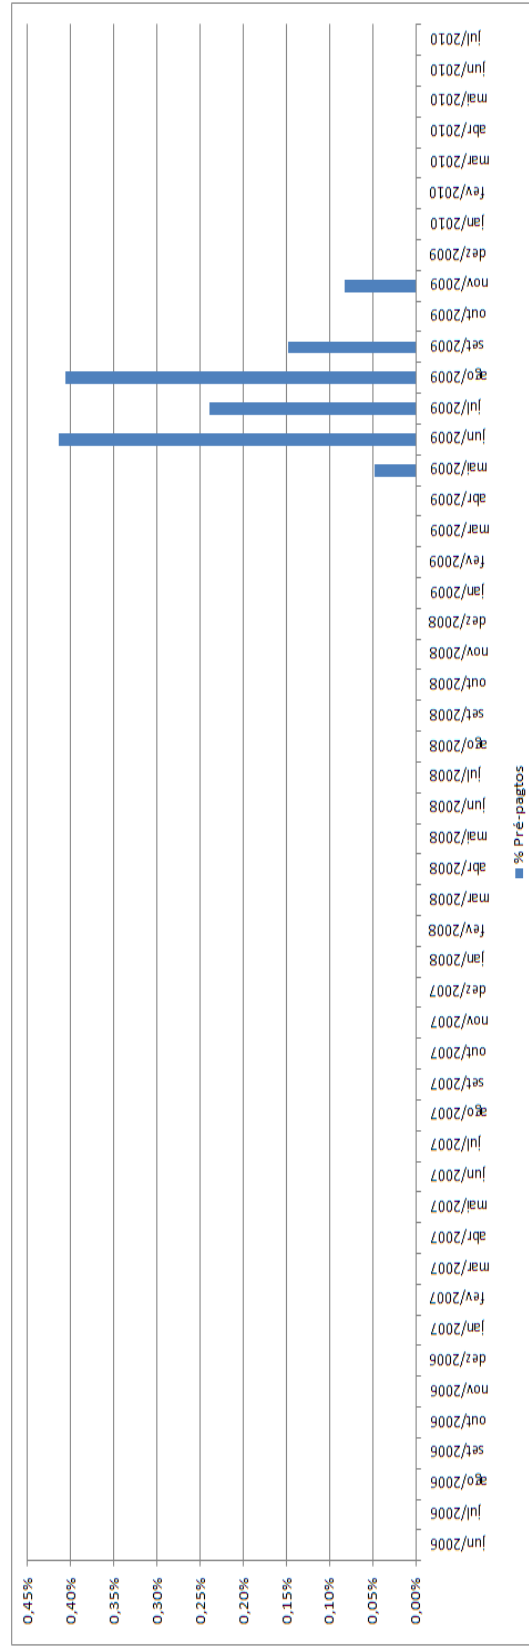 0,45%
0,40%
0,35%
0,30%
0,25%
0,20%
0,15%
0,10%
0,05%
0,00%
jun/2006
jul/2006
ago/2006
set/2006
out/2006
nov/2006
dez/2006
jan/2007
fev/2007
mar/2007
abr/2007
mai/2007
jun/2007
jul/2007
ago/2007
set/2007
out/2007
nov/2007
dez/2007
jan/2008
fev/2008
mar/2008
abr/2008
mai/2008
jun/2008
jul/2008
ago/2008
set/2008
out/2008
nov/2008
dez/2008
jan/2009
fev/2009
mar/2009
abr/2009
mai/2009
jun/2009
jul/2009
ago/2009
set/2009
out/2009
nov/2009
dez/2009
jan/2010
fev/2010
mar/2010
abr/2010
mai/2010
jun/2010
jul/2010
% Pré-pagtos